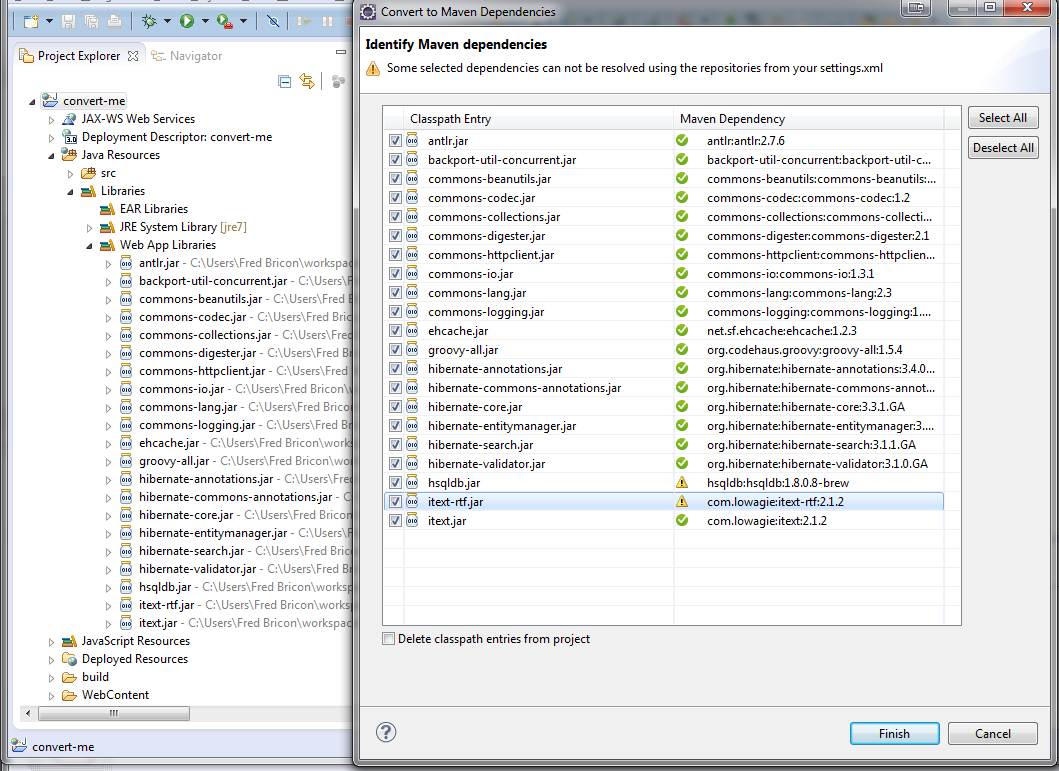 Project Explorer
Navigator
convert-me
JAX-WS Web Services
Deployment Descriptor: convert-me
Java Resources
src
Libraries
EAR Libraries
JRE System Library [jre7]
Web App Libraries
antlr.jar - C:\Users\Fred Bricon\workspac
backport-util-concurrent.jar - C:\Users\
commons-beanutils.jar - C:\Users\Fred B
commons-codec.jar - C:\Users\Fred Brico
commons-collections.jar - C:\Users\Fred
commons-digester.jar - C:\Users\Fred Br
commons-httpclient.jar - C:\Users\Fred B
commons-io.jar - C:\Users\Fred Bricon\w
commons-lang.jar - C:\Users\Fred Bricon
commons-logging.jar - C:\Users\Fred Bri
ehcache.jar - C:\Users\Fred Bricon\works
groovy-all.jar - C:\Users\Fred Bricon\wor
hibernate-annotations.jar - C:\Users\Fre
hibernate-commons-annotations.jar - C
hibernate-core.jar - C:\Users\Fred Bricon
hibernate-entitymanager.jar - C:\Users\F
hibernate-search.jar - C:\Users\Fred Bric
hibernate-validator.jar - C:\Users\Fred B
hsqldb.jar - C:\Users\Fred Bricon\worksp
itext-rtf.jar - C:\Users\Fred Bricon\works
itext.jar - C:\Users\Fred Bricon\workspac
JavaScript Resources
Deployed Resources
build
WebContent
convert-me
Convert to Maven Dependencies
Identify Maven dependencies
Some selected dependencies can not be resolved using the repositories from your settings.xml
Classpath Entry Maven Dependency
antlr.jar antlr:antlr:2.7.6
backport-util-concurrent.jar backport-util-concurrent:backport-util-c...
commons-beanutils.jar commons-beanutils:commons-beanutils:...
commons-codec.jar commons-codec:commons-codec:1.2
commons-collections.jar commons-collections:commons-collecti...
commons-digester.jar commons-digester:commons-digester:2.1
commons-httpclient.jar commons-httpclient:commons-httpclien...
commons-io.jar commons-io:commons-io:1.3.1
commons-lang.jar commons-lang:commons-lang:2.3
commons-logging.jar commons-logging:commons-logging:1....
ehcache.jar net.sf.ehcache:ehcache:1.2.3
groovy-all.jar org.codehaus.groovy:groovy-all:1.5.4
hibernate-annotations.jar org.hibernate:hibernate-annotations:3.4.0...
hibernate-commons-annotations.jar org.hibernate:hibernate-commons-annot...
hibernate-core.jar org.hibernate:hibernate-core:3.3.1.GA
hibernate-entitymanager.jar org.hibernate:hibernate-entitymanager:3....
hibernate-search.jar org.hibernate:hibernate-search:3.1.1.GA
hibernate-validator.jar org.hibernate:hibernate-validator:3.1.0.GA
hsqldb.jar hsqldb:hsqldb:1.8.0.8-brew
itext-rtf.jar com.lowagie:itext-rtf:2.1.2
itext.jar com.lowagie:itext:2.1.2
Select All
Deselect All
Delete classpath entries from project
Finish
Cancel